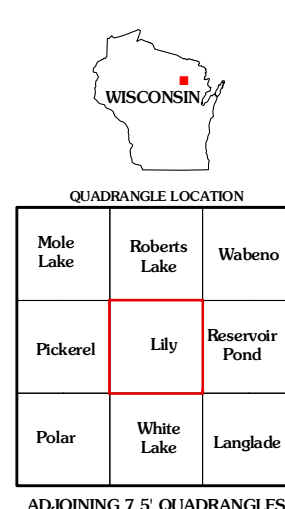 WISCONSIN
QUADRANGLE LOCATION
Mole
Lake
Roberts
Lake
Wabeno
Pickerel
Lily
Reservoir
Pond
Polar
White
Lake
Langlade
ADJOINING 7.5' QUADRANGLES